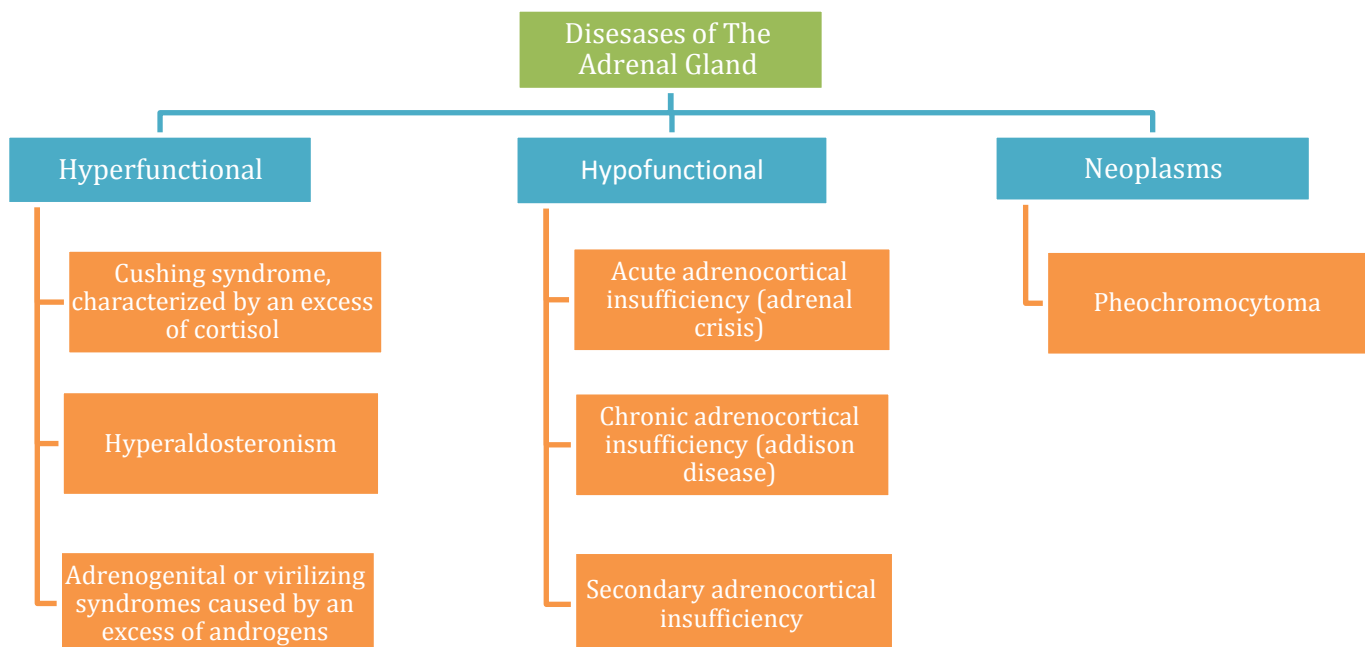 Disesases of The
Adrenal Gland
Hyperfunctional
Cushing syndrome,
characterized by an excess
of cortisol
Hyperaldosteronism
Adrenogenital or virilizing
syndromes caused by an
excess of androgens
Hypofunctional
Acute adrenocortical
insufficiency (adrenal
crisis)
Chronic adrenocortical
insufficiency (addison
disease)
Secondary adrenocortical
insufficiency
Neoplasms
Pheochromocytoma